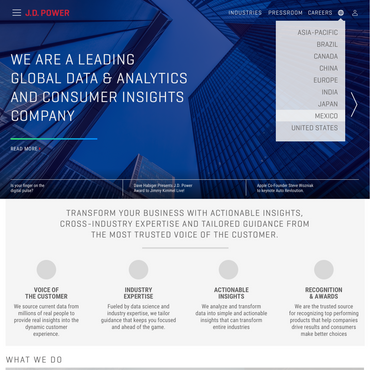 J.D. POWER
INDUSTRIES PRESSROOM CAREERS
ASIA-PACIFIC
BRAZIL
CANADA
CHINA
EUROPE
INDIA
JAPAN
MEXICO
UNITED STATES
WE ARE A LEADING
GLOBAL DATA & ANALYTICS
AND CONSUMER INSIGHTS
COMPANY
READ MORE
Is your finger on the
digital pulse?
Dave Habiger Presents J.D. Power
Award to Jimmy Kimmel Live!
Apple Co-Founder Steve Wozniak
to keynote Auto Revolution.
TRANSFORM YOUR BUSINESS WITH ACTIONABLE INSIGHTS,
CROSS-INDUSTRY EXPERTISE AND TAILORED GUIDANCE FROM
THE MOST TRUSTED VOICE OF THE CUSTOMER.
VOICE OF
THE CUSTOMER
We source current data from
millions of real people to
provide real insights into the
dynamic customer
experience.
INDUSTRY
EXPERTISE
Fueled by data science and
industry expertise, we tailor
guidance that keeps you focused
and ahead of the game.
ACTIONABLE
INSIGHTS
We analyze and transform
data into simple and actionable
insights that can transform
entire industries
RECOGNITION
& AWARDS
We are the trusted source
for recognizing top performing
products that help companies
drive results and consumers
make better choices
WHAT WE DO